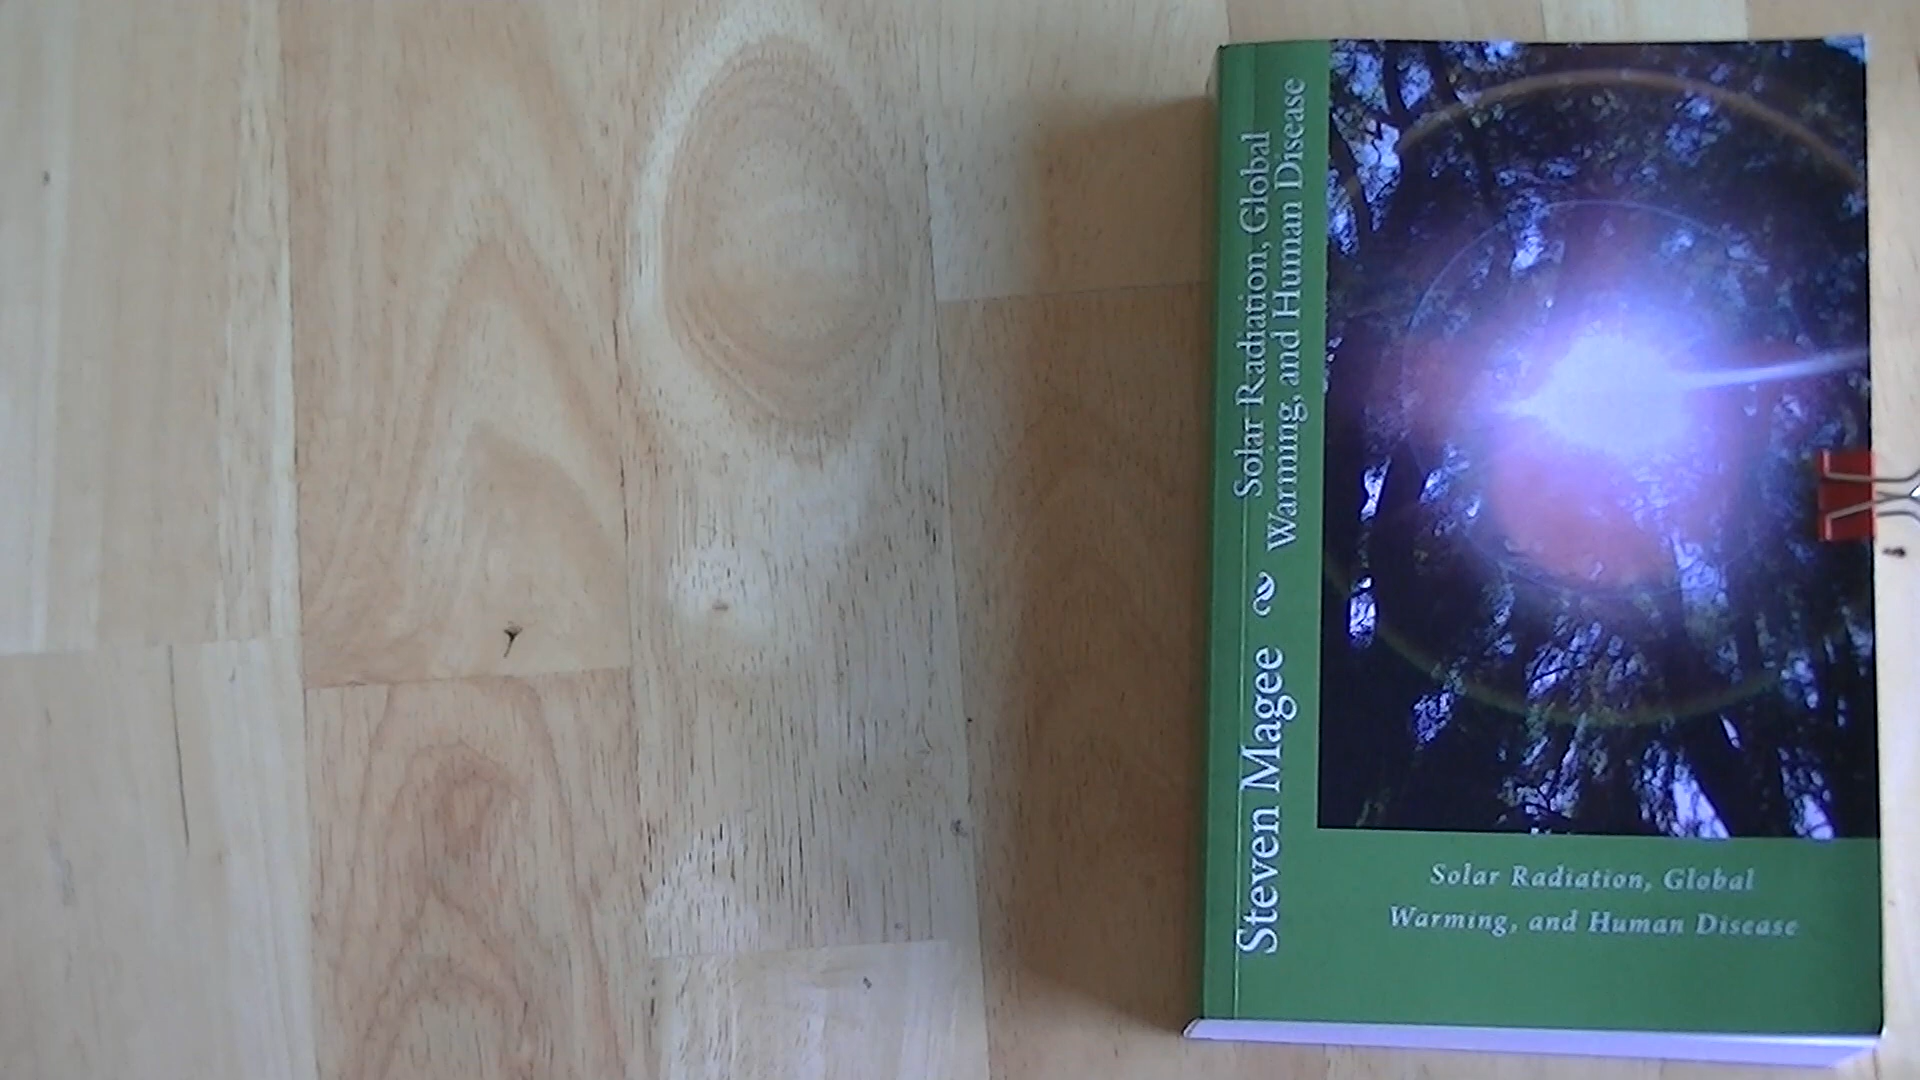 Steven Magee ~ Solar Radiation, Global
Warming, and Human Disease
Solar Radiation, Global
Warming, and Human Disease